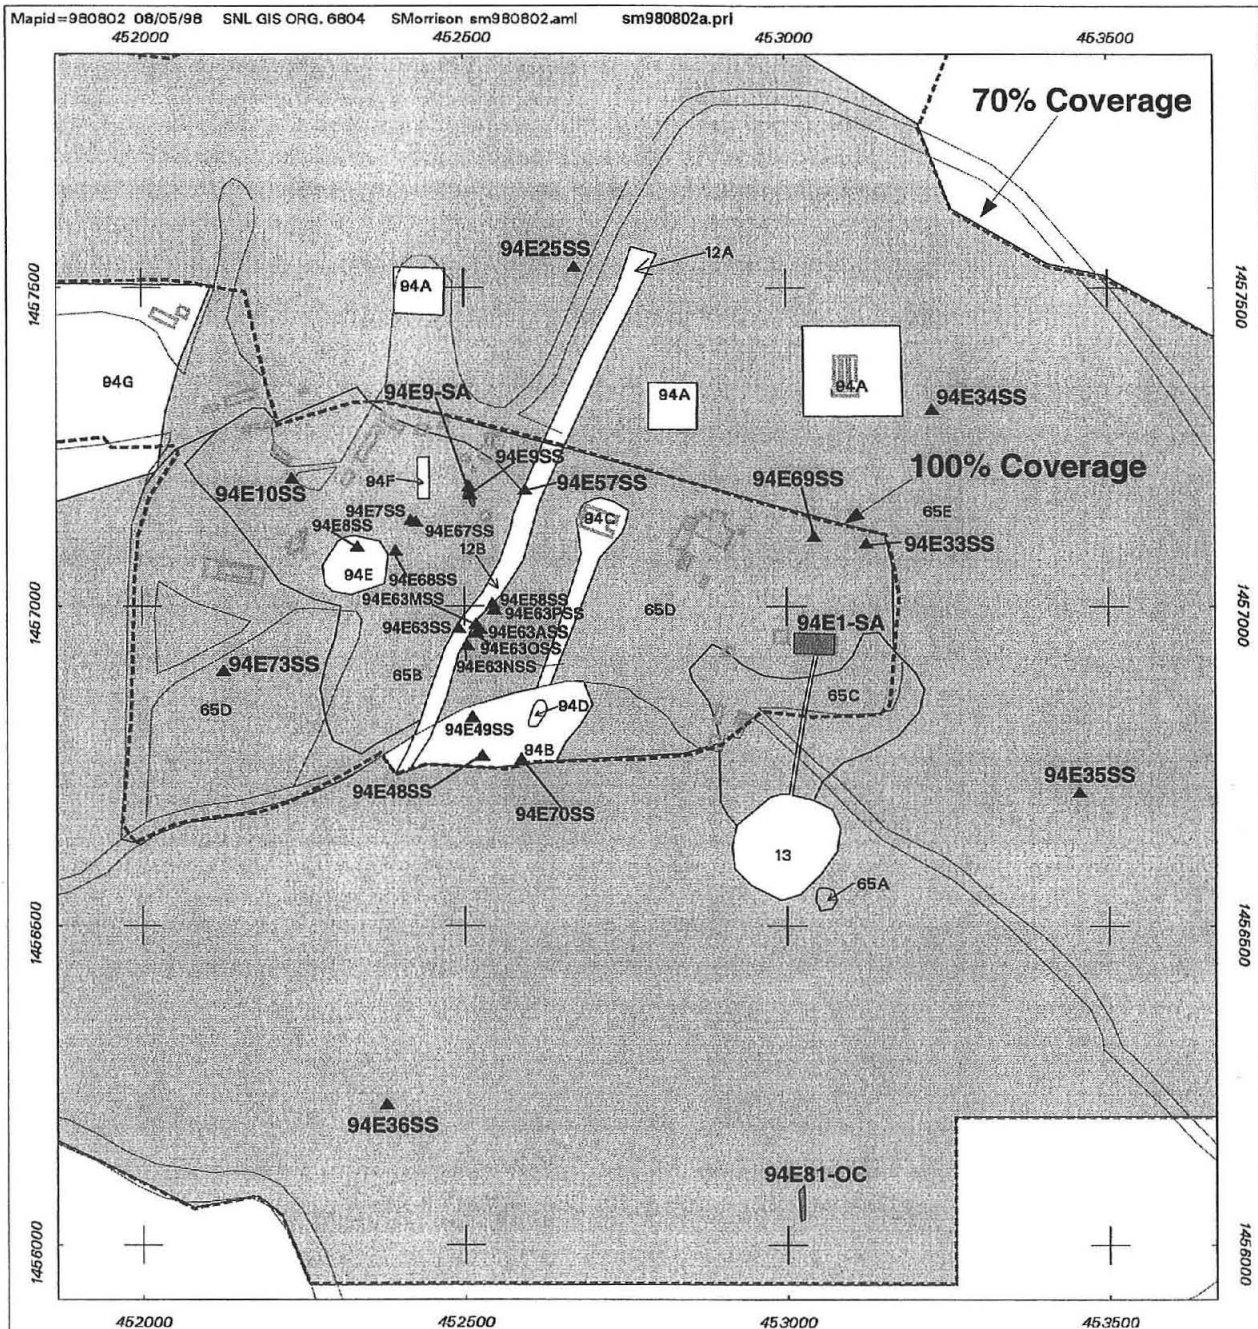 Mapid=980802 08/05/98 SNL GIS ORG. 6804 SMorrison sm980802.aml sm980802a.pri
452000 452500 453000 453500
70% Coverage
94E25SS
12A
1457500
94A
1457500
94G
94E9-SA
94A
94A
94E34SS
94E9SS
100% Coverage
94E10SS
94F
94E57SS
94E69SS
94E7SS
94C
65E
94E8SS
94E67SS
94E33SS
12B
94E
94E68SS
94E63MSS
94E58SS
1457000
94E63PSS
65D
94E1-SA
1457000
94E63SS
94E63ASS
94E63OSS
94E73SS
94E63NSS
65B
65C
65D
94D
94E49SS
94B
94E35SS
94E48SS
94E70SS
13
65A
1456500
1456500
94E36SS
94E81-OC
1456000
1456000
452000 452500 453000 453500